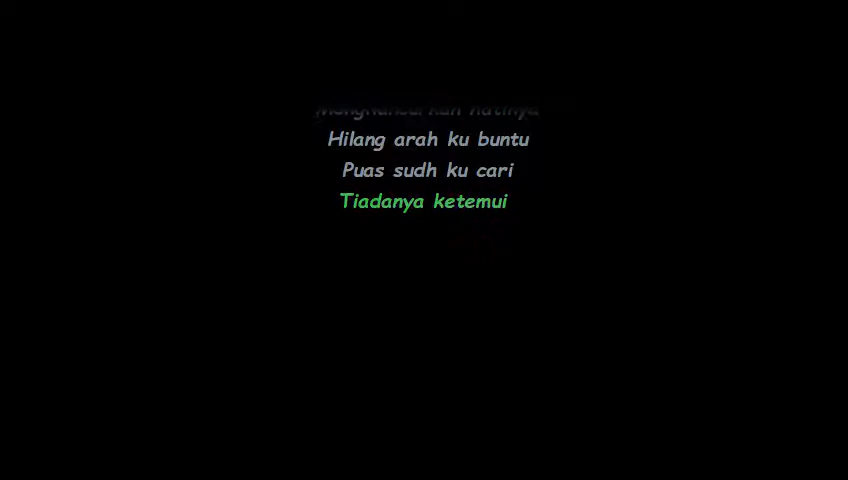 Hilang arah ku buntu
Puas sudh ku cari
Tiadanya ketemui